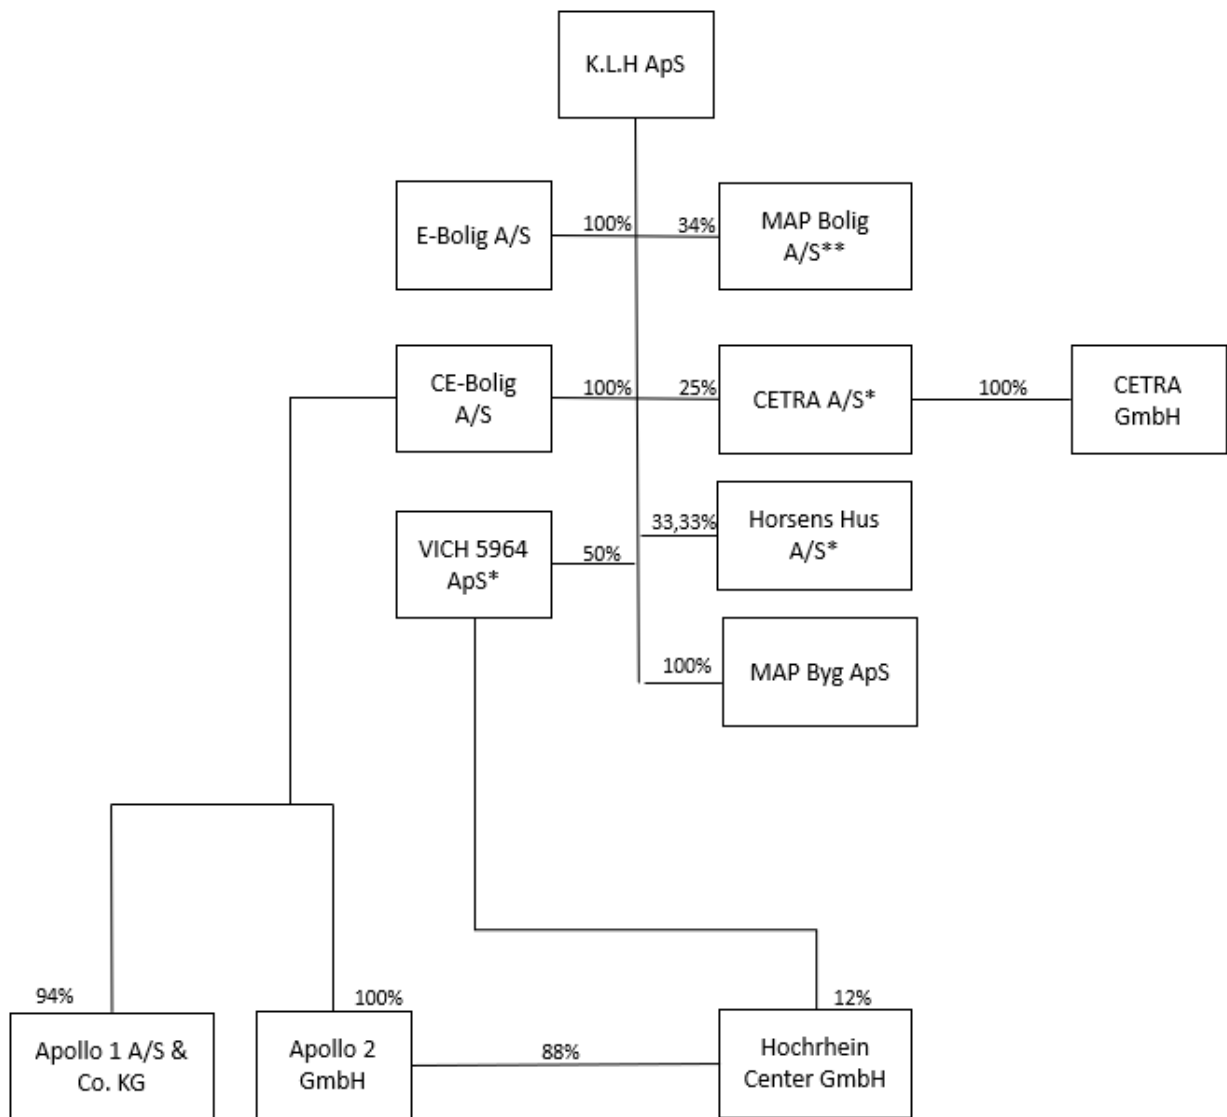 K.L.H ApS
E-Bolig A/S
100%
34%
MAP Bolig
A/S**
CE-Bolig
A/S
100%
25%
CETRA A/S*
100%
CETRA
GmbH
VICH 5964
ApS*
50%
33,33%
Horsens Hus
A/S*
100%
MAP Byg ApS
94%
Apollo 1 A/S &
Co. KG
100%
Apollo 2
GmbH
88%
12%
Hochrhein
Center GmbH